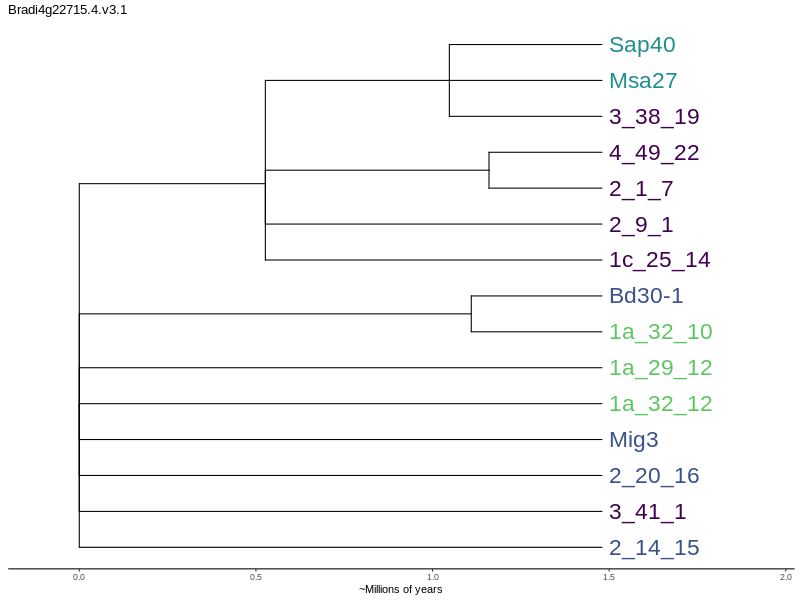 Bradi4g22715.4.v3.1
Sap40
Msa27
3_38_19
4_49_22
2_1_7
2_9_1
1c_25_14
Bd30-1
1a_32_10
1a_29_12
1a_32_12
Mig3
2_20_16
3_41_1
2_14_15
0.0 0.5 1.0 1.5 2.0
~Millions of years